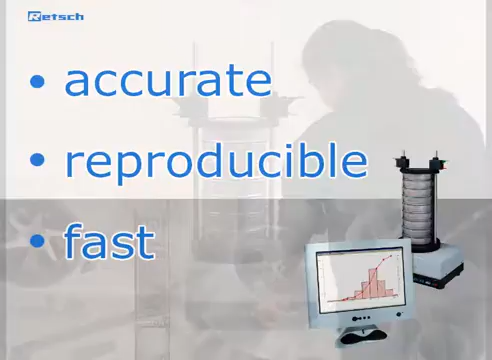 Retsch
• accurate
• reproducible
• fast